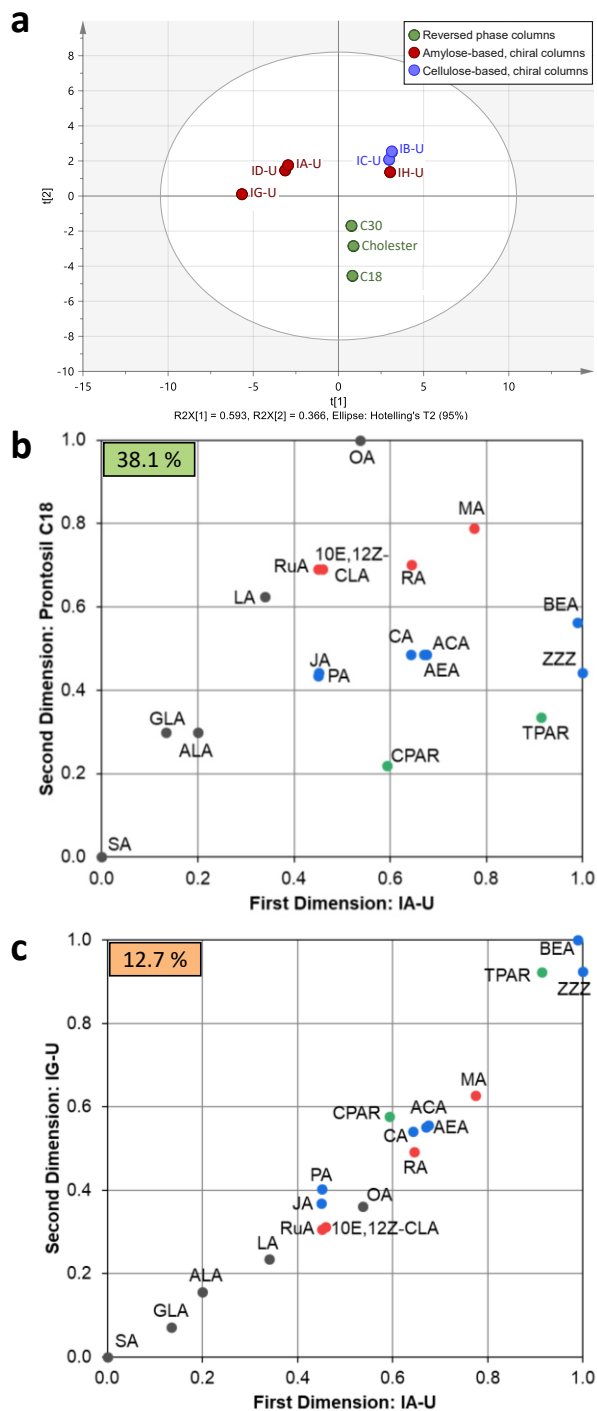 a
Reversed phase columns
Amylose-based, chiral columns
Cellulose-based, chiral columns
8
6
4
2
0
-2
-4
-6
-8
-10
t[2]
IB-U
IC-U
IA-U
ID-U
IH-U
IG-U
C30
Cholester
C18
-15
-10
-5
0
5
10
t[1]
R2X[1] = 0.593, R2X[2] = 0.366, Ellipse: Hotelling's T2 (95%)
b
38.1 %
1.0
0.8
0.6
0.4
0.2
0.0
Second Dimension: Prontosil C18
OA
MA
RuA
10E,12Z-
CLA
RA
LA
BEA
CA
ACA
AEA
ZZZ
JA
PA
TPAR
GLA
ALA
CPAR
SA
0.0
0.2
0.4
0.6
0.8
1.0
First Dimension: IA-U
c
12.7 %
1.0
0.8
0.6
0.4
0.2
0.0
Second Dimension: IG-U
BEA
TPAR
ZZZ
MA
CPAR
ACA
CA
AEA
RA
PA
JA
OA
RuA
10E,12Z-CLA
LA
ALA
GLA
SA
0.0
0.2
0.4
0.6
0.8
1.0
First Dimension: IA-U